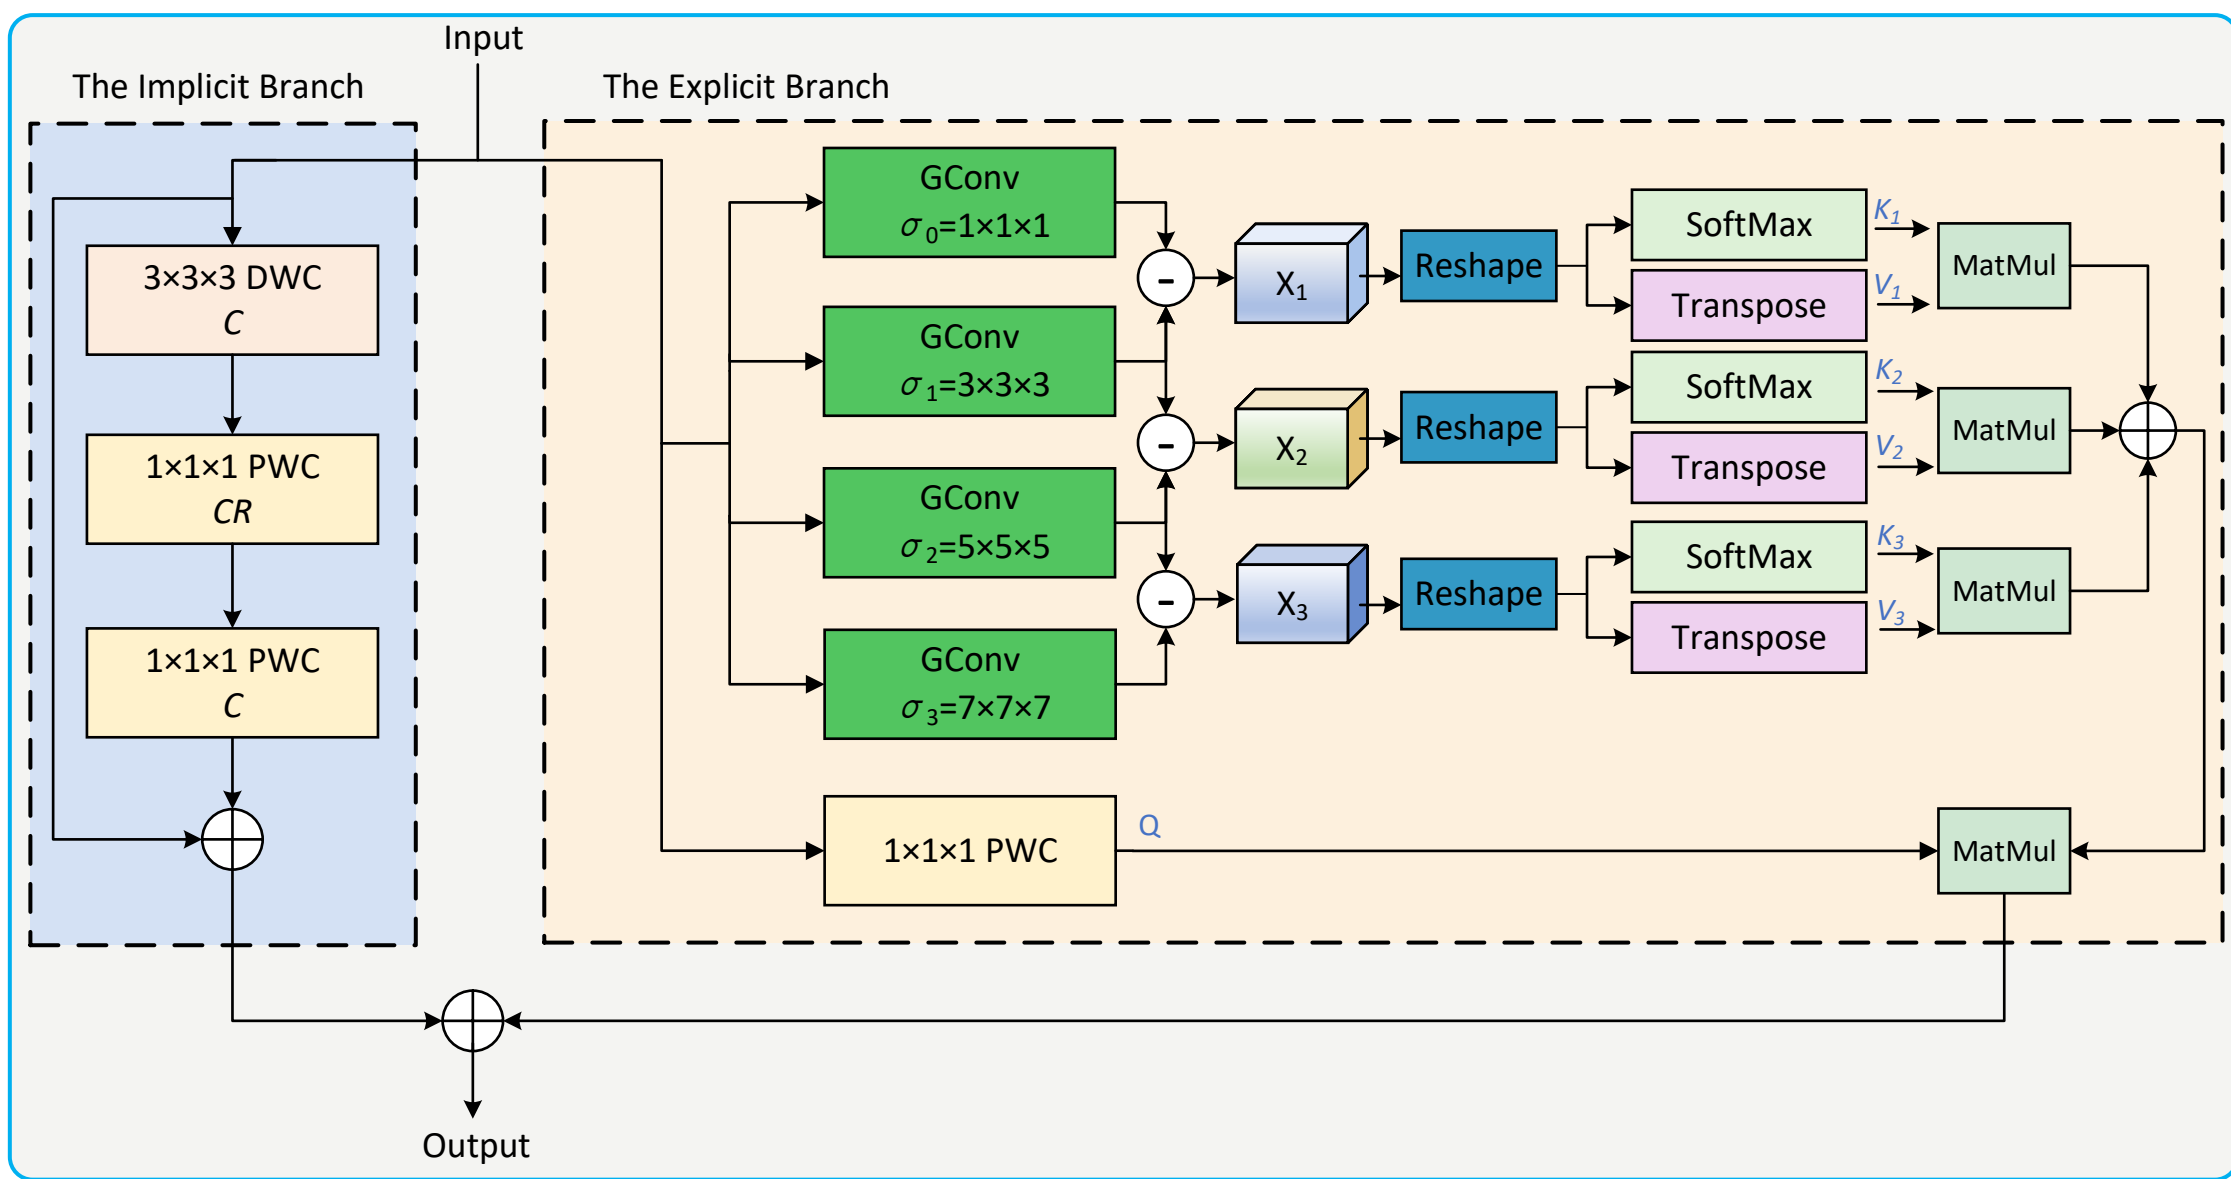 Input
The Implicit Branch
The Explicit Branch
3×3×3 DWC
C
1×1×1 PWC
CR
1×1×1 PWC
C
GConv
σ0=1×1×1
GConv
σ1=3×3×3
GConv
σ2=5×5×5
GConv
σ3=7×7×7
1×1×1 PWC
Q
-
-
-
X1
X2
X3
Reshape
Reshape
Reshape
SoftMax
Transpose
SoftMax
Transpose
SoftMax
Transpose
K1
V1
K2
V2
K3
V3
MatMul
MatMul
MatMul
MatMul
Output